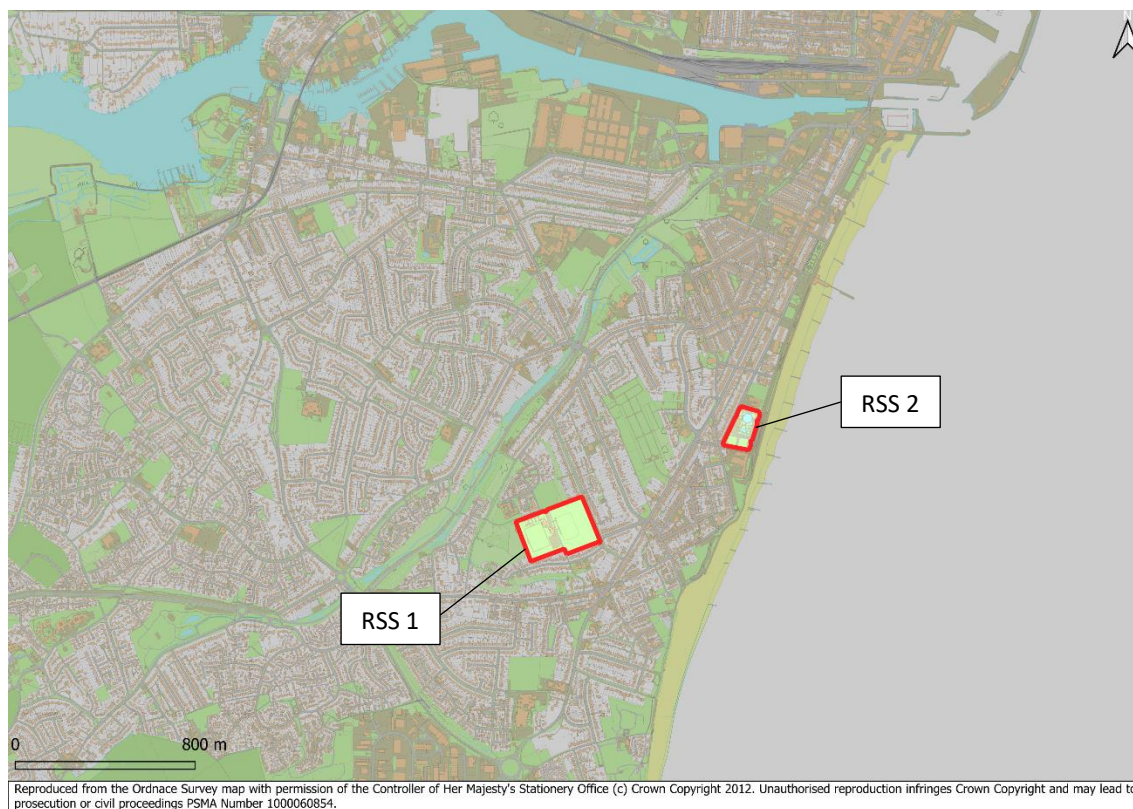 RSS 2
RSS 1
0 800 m
Reproduced from the Ordnace Survey map with permission of the Controller of Her Majesty's Stationery Office (c) Crown Copyright 2012. Unauthorised reproduction infringes Crown Copyright and may lead to
prosecution or civil proceedings PSMA Number 1000060854.